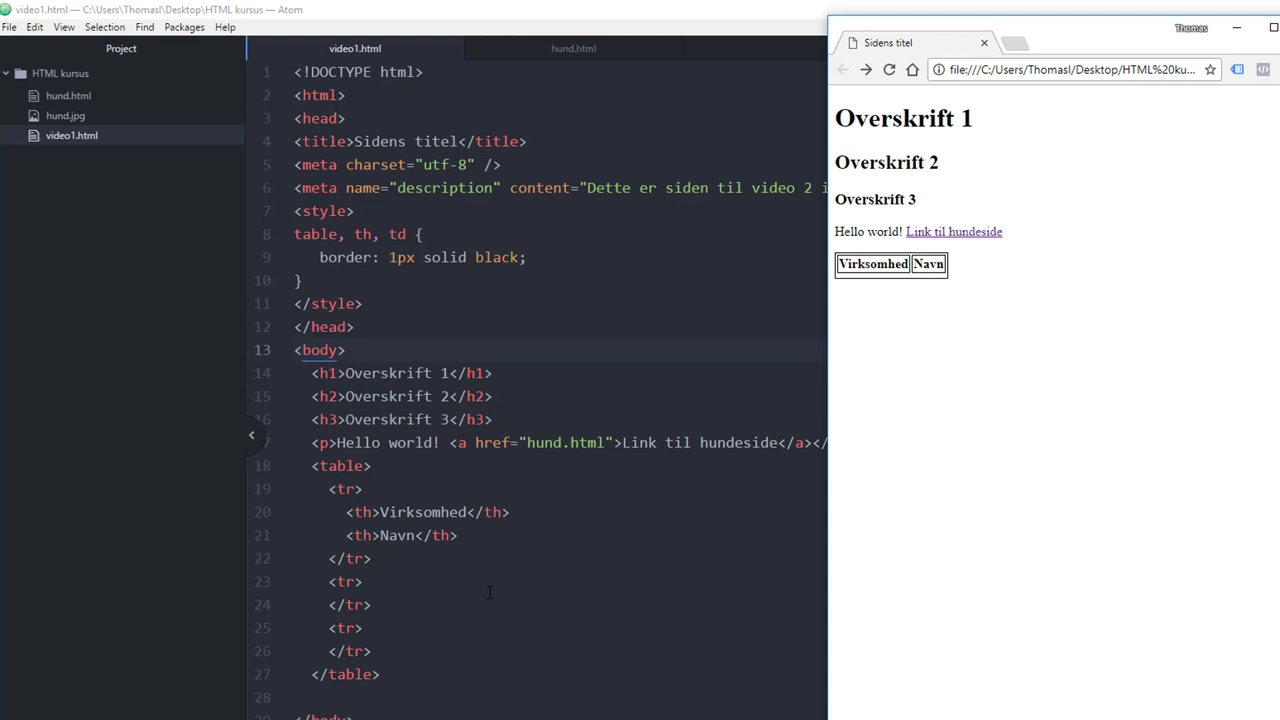 video1.html — C:\Users\Thomasl\Desktop\HTML kursus — Atom
File Edit View Selection Find Packages Help
Project
HTML kursus
hund.html
hund.jpg
video1.html
video1.html hund.html
1 <!DOCTYPE html>
2 <html>
3 <head>
4 <title>Sidens titel</title>
5 <meta charset="utf-8" />
6 <meta name="description" content="Dette er siden til video 2 i
7 <style>
8 table, th, td {
9 border: 1px solid black;
10 }
11 </style>
12 </head>
13 <body>
14 <h1>Overskrift 1</h1>
15 <h2>Overskrift 2</h2>
16 <h3>Overskrift 3</h3>
17 <p>Hello world! <a href="hund.html">Link til hundeside</a></
18 <table>
19 <tr>
20 <th>Virksomhed</th>
21 <th>Navn</th>
22 </tr>
23 <tr>
24 </tr>
25 <tr>
26 </tr>
27 </table>
28
Thomas
Sidens titel
file:///C:/Users/Thomasl/Desktop/HTML%20ku...
Overskrift 1
Overskrift 2
Overskrift 3
Hello world! Link til hundeside
Virksomhed Navn